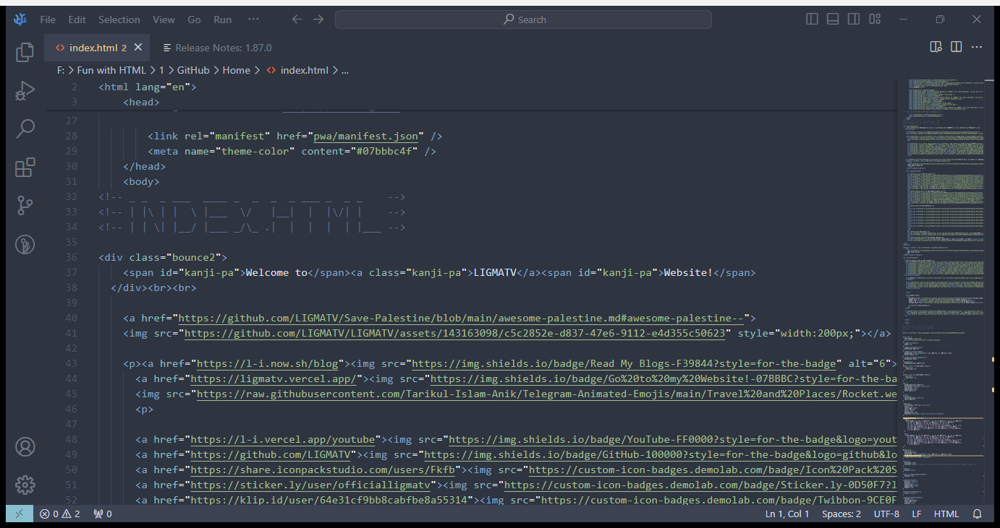 File Edit Selection View Go Run ··· Search
index.html 2 Release Notes: 1.87.0
F: > Fun with HTML > 1 > GitHub > Home > index.html > ...
2 <html lang="en">
3 <head>
27
28 <link rel="manifest" href="pwa/manifest.json" />
29 <meta name="theme-color" content="#07bbbc4f" />
30 </head>
31 <body>
32 <!-- _ _  _ ___  ____ _  _  _  _ ___ _  _ _    -->
33 <!-- | |\ | |  \ |___  \/   |__|  |  |\/| |    -->
34 <!-- | | \| |__/ |___ _/\_ .|  |  |  |  | |___ -->
35
36 <div class="bounce2">
37 <span id="kanji-pa">Welcome to</span><a class="kanji-pa">LIGMATV</a><span id="kanji-pa">Website!</span>
38 </div><br><br>
39
40 <a href="https://github.com/LIGMATV/Save-Palestine/blob/main/awesome-palestine.md#awesome-palestine--">
41 <img src="https://github.com/LIGMATV/LIGMATV/assets/143163098/c5c2852e-d837-47e6-9112-e4d355c50623" style="width:200px;"></a>
42
43 <p><a href="https://l-i.now.sh/blog"><img src="https://img.shields.io/badge/Read My Blogs-F39844?style=for-the-badge" alt="6">
44 <a href="https://ligmatv.vercel.app/"><img src="https://img.shields.io/badge/Go%20to%20my%20Website!-07BBBC?style=for-the-ba
45 <img src="https://raw.githubusercontent.com/Tarikul-Islam-Anik/Telegram-Animated-Emojis/main/Travel%20and%20Places/Rocket.we
46 <p>
47
48 <a href="https://l-i.vercel.app/youtube"><img src="https://img.shields.io/badge/YouTube-FF0000?style=for-the-badge&logo=yout
49 <a href="https://github.com/LIGMATV"><img src="https://img.shields.io/badge/GitHub-100000?style=for-the-badge&logo=github&lo
50 <a href="https://share.iconpackstudio.com/users/Fkfb"><img src="https://custom-icon-badges.demolab.com/badge/Icon%20Pack%20S
51 <a href="https://sticker.ly/user/officialligmatv"><img src="https://custom-icon-badges.demolab.com/badge/Sticker.ly-0D50F7?l
52 <a href="https://klip.id/user/64e31cf9bb8cabfbe8a55314"><img src="https://custom-icon-badges.demolab.com/badge/Twibbon-9CE0F
0 2 0 Ln 1, Col 1 Spaces: 2 UTF-8 LF HTML